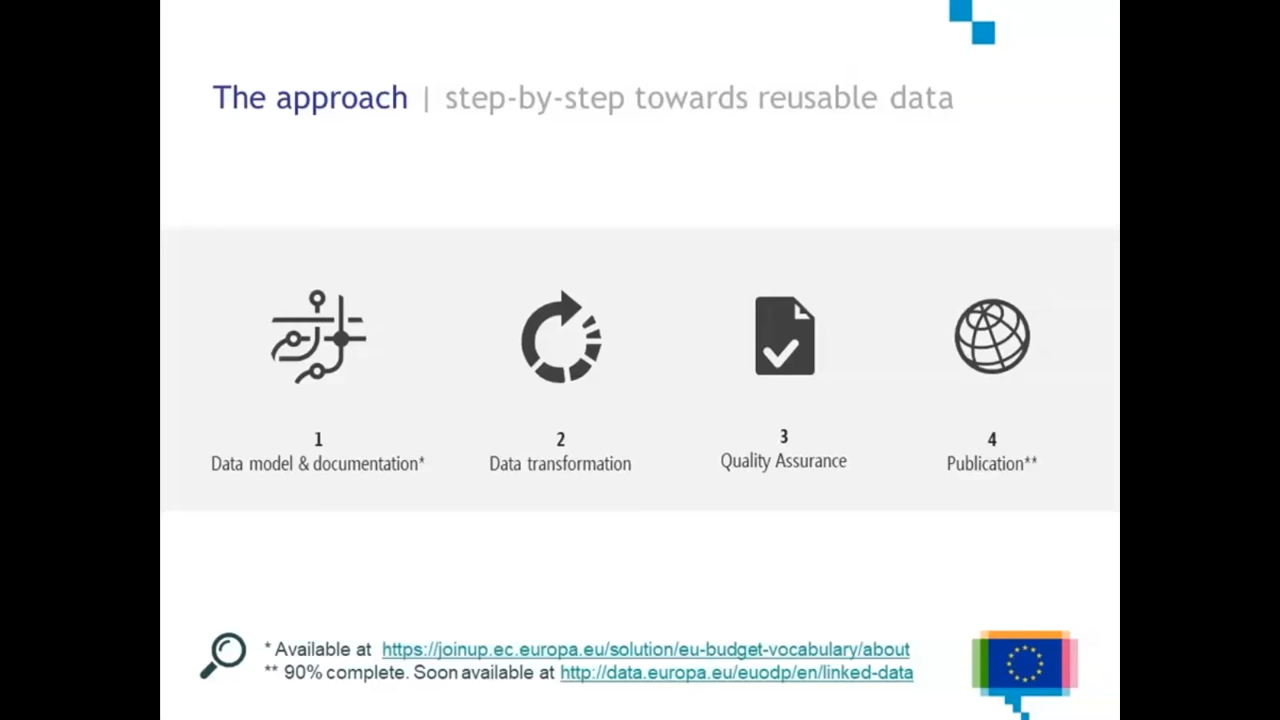 The approach | step-by-step towards reusable data
1
Data model & documentation*
2
Data transformation
3
Quality Assurance
4
Publication**
* Available at https://joinup.ec.europa.eu/solution/eu-budget-vocabulary/about
** 90% complete. Soon available at http://data.europa.eu/euodp/en/linked-data